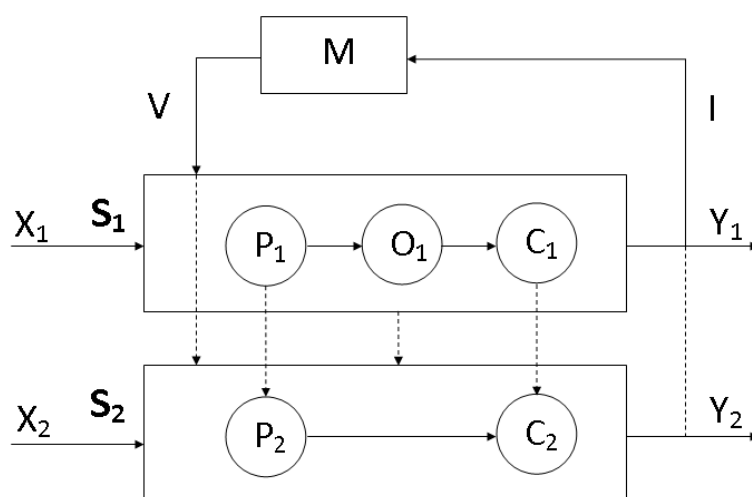 M
V
I
X₁
S₁
P₁
O₁
C₁
Y₁
X₂
S₂
P₂
C₂
Y₂